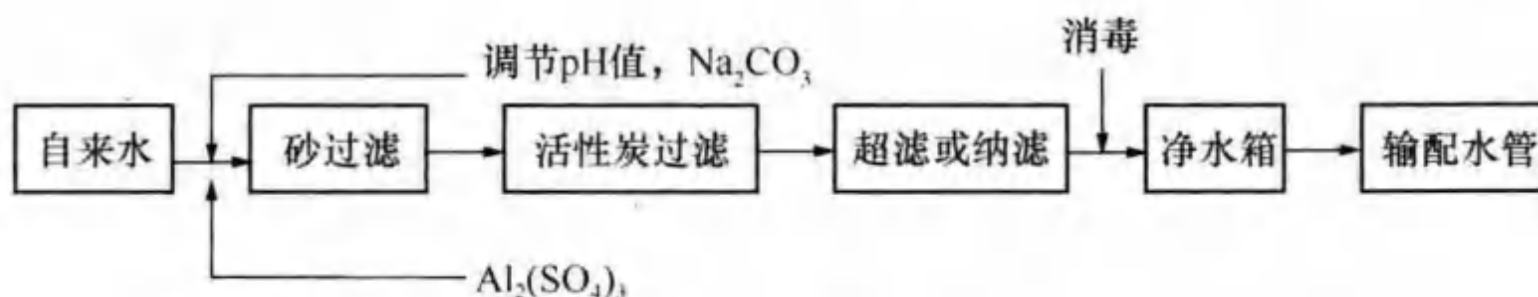 消毒
调节pH值，Na₂CO₃
自来水
砂过滤
活性炭过滤
超滤或纳滤
净水箱
输配水管
Al₂(SO₄)₃